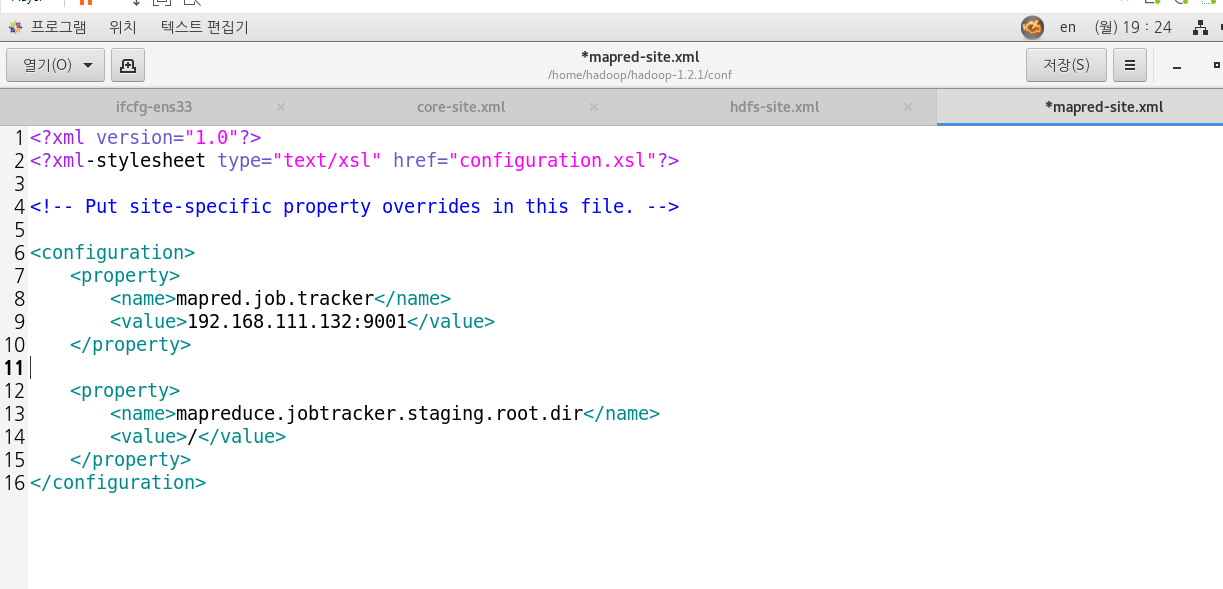 프로그램 위치 텍스트 편집기 en (월) 19 : 24
열기(O) *mapred-site.xml 저장(S)
/home/hadoop/hadoop-1.2.1/conf
ifcfg-ens33 × core-site.xml × hdfs-site.xml × *mapred-site.xml
1 <?xml version="1.0"?>
2 <?xml-stylesheet type="text/xsl" href="configuration.xsl"?>
3
4 <!-- Put site-specific property overrides in this file. -->
5
6 <configuration>
7 <property>
8 <name>mapred.job.tracker</name>
9 <value>192.168.111.132:9001</value>
10 </property>
11
12 <property>
13 <name>mapreduce.jobtracker.staging.root.dir</name>
14 <value>/</value>
15 </property>
16 </configuration>